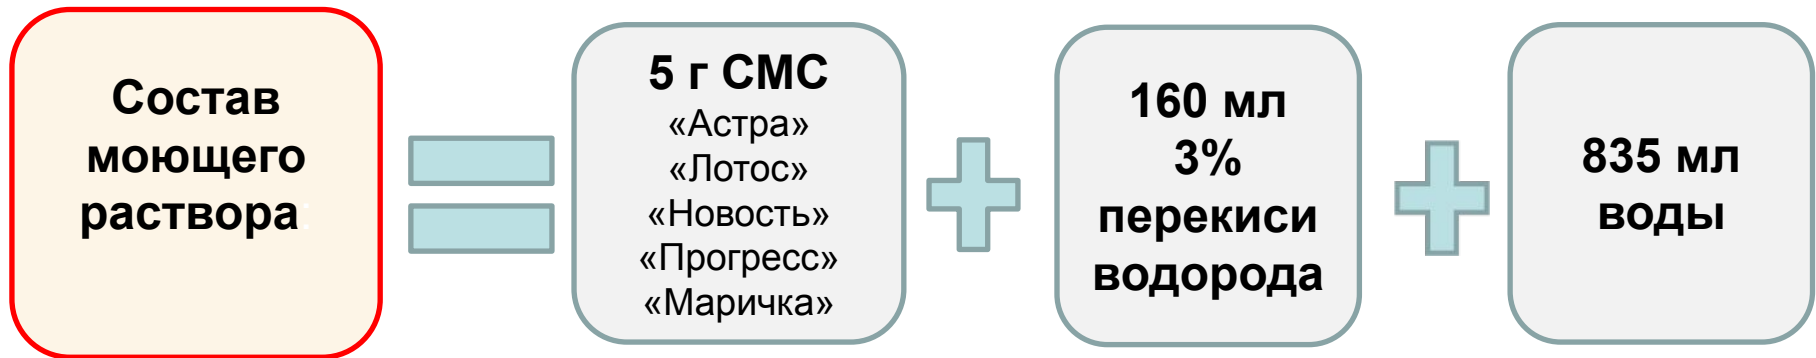 Состав
моющего
раствора:
5 г СМС
«Астра»
«Лотос»
«Новость»
«Прогресс»
«Маричка»
160 мл
3%
перекиси
водорода
835 мл
воды